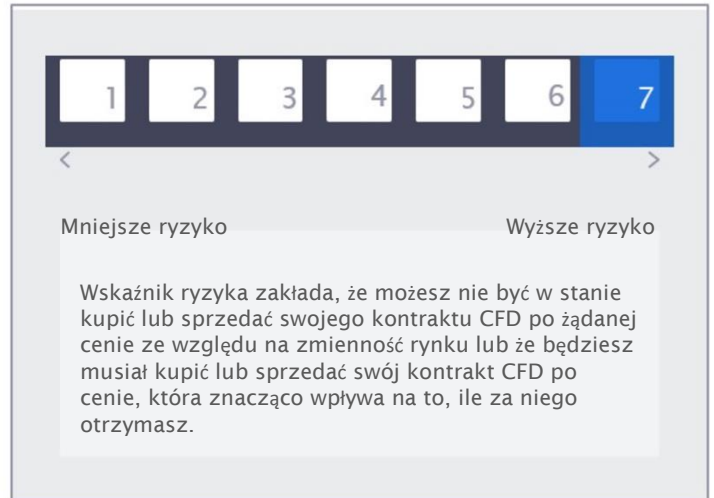 1 2 3 4 5 6 7
< >
Mniejsze ryzyko Wyższe ryzyko
Wskaźnik ryzyka zakłada, że możesz nie być w stanie
kupić lub sprzedać swojego kontraktu CFD po żądanej
cenie ze względu na zmienność rynku lub że będziesz
musiał kupić lub sprzedać swój kontrakt CFD po
cenie, która znacząco wpływa na to, ile za niego
otrzymasz.